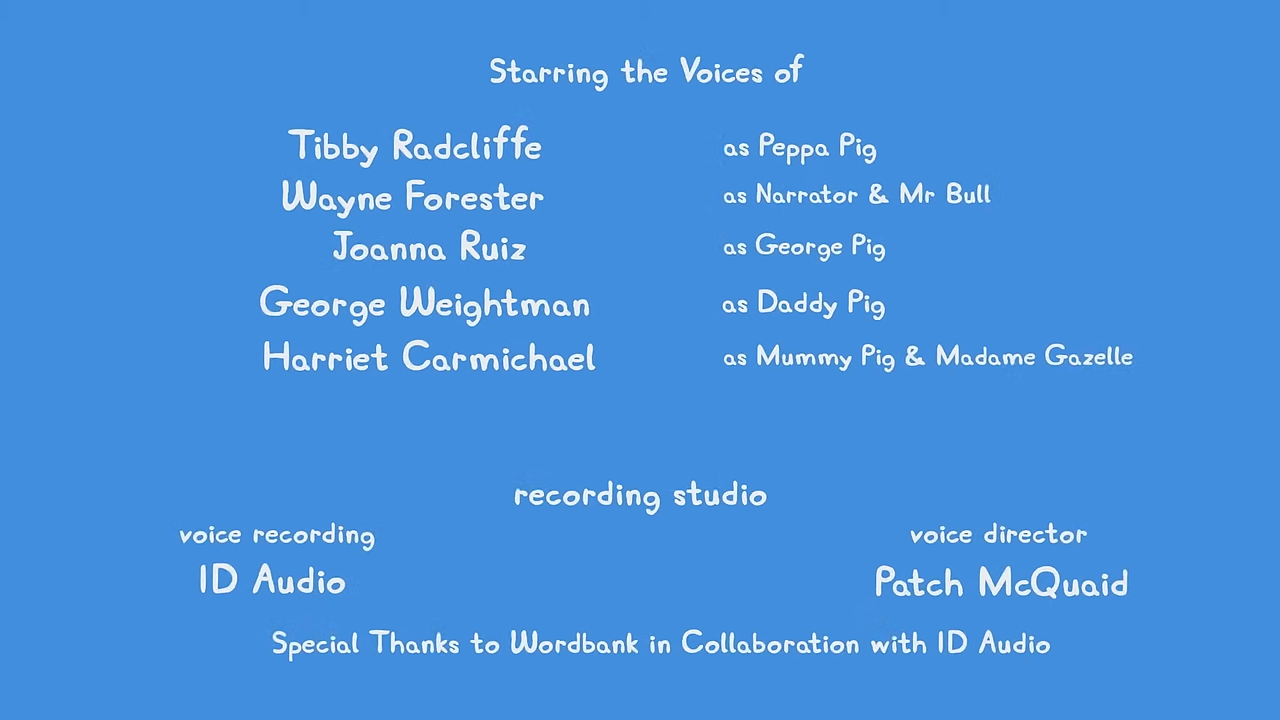 Starring the Voices of
Tibby Radcliffe as Peppa Pig
Wayne Forester as Narrator & Mr Bull
Joanna Ruiz as George Pig
George Weightman as Daddy Pig
Harriet Carmichael as Mummy Pig & Madame Gazelle
recording studio
voice recording voice director
ID Audio Patch McQuaid
Special Thanks to Wordbank in Collaboration with ID Audio